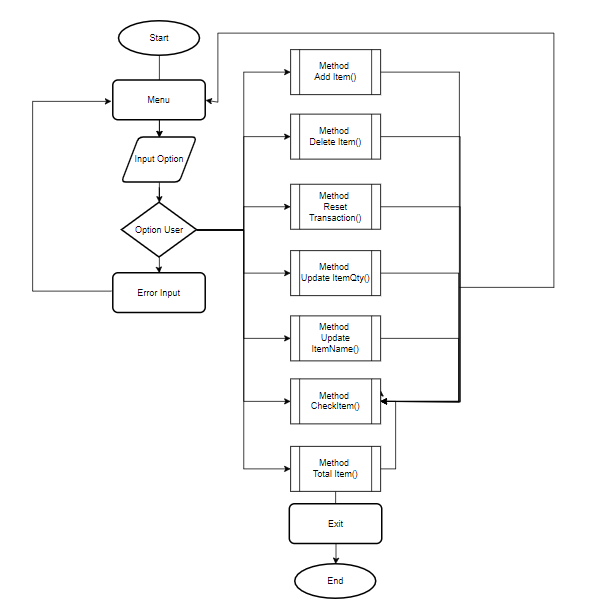 Start
Menu
Input Option
Option User
Error Input
Method
Add Item()
Method
Delete Item()
Method
Reset
Transaction()
Method
Update ItemQty()
Method
Update
ItemName()
Method
CheckItem()
Method
Total Item()
Exit
End